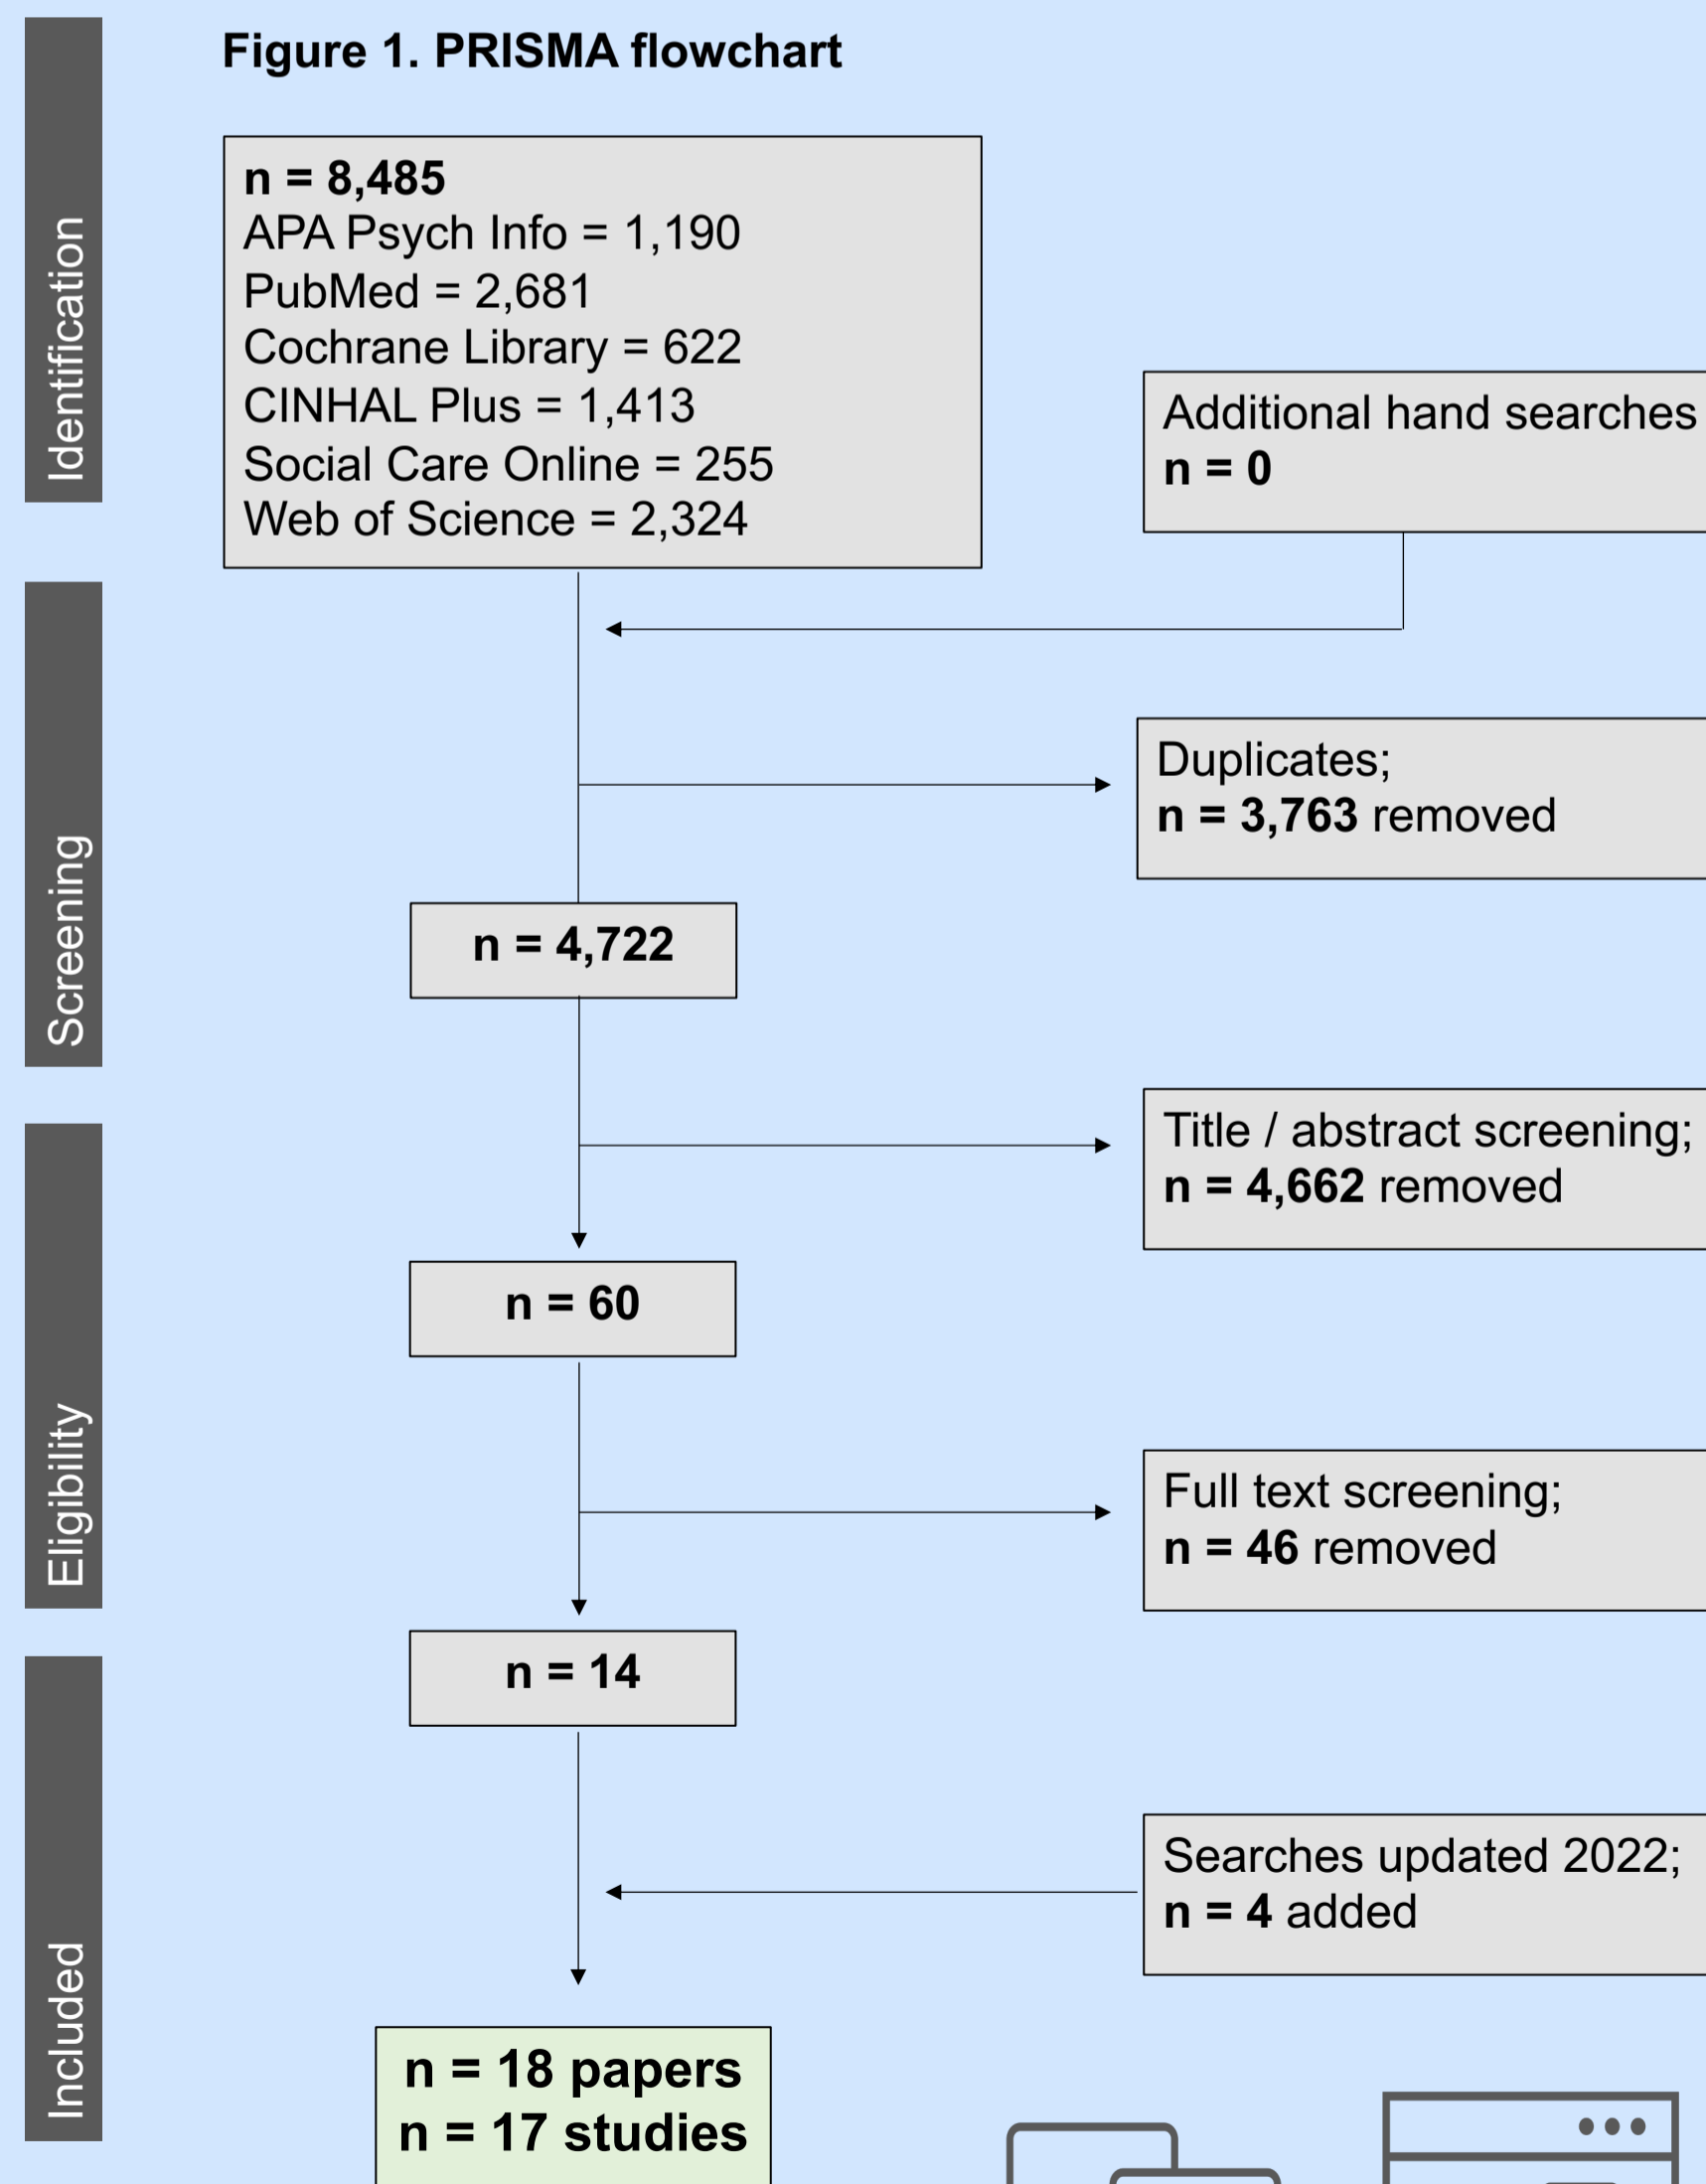 Figure 1. PRISMA flowchart
Identification
n = 8,485
APA Psych Info = 1,190
PubMed = 2,681
Cochrane Library = 622
CINHAL Plus = 1,413
Social Care Online = 255
Web of Science = 2,324
Additional hand searches
n = 0
Screening
Duplicates;
n = 3,763 removed
n = 4,722
Eligibility
Title / abstract screening;
n = 4,662 removed
n = 60
Full text screening;
n = 46 removed
n = 14
Included
Searches updated 2022;
n = 4 added
n = 18 papers
n = 17 studies